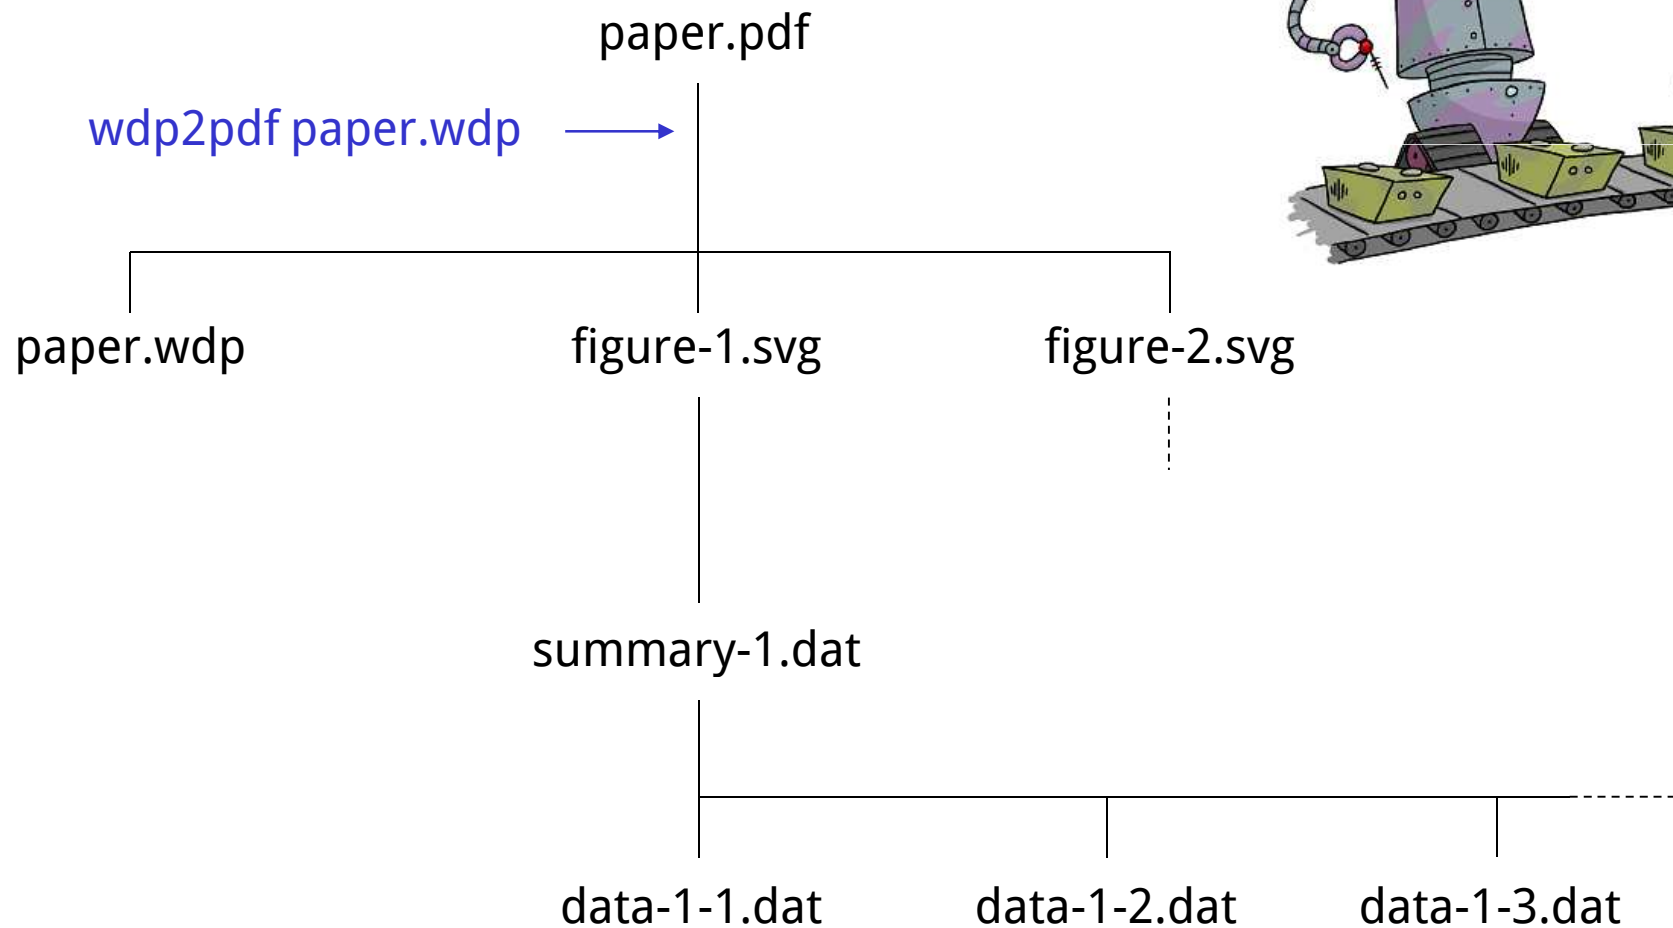 paper.pdf
wdp2pdf paper.wdp
paper.wdp
figure-1.svg
figure-2.svg
summary-1.dat
data-1-1.dat
data-1-2.dat
data-1-3.dat